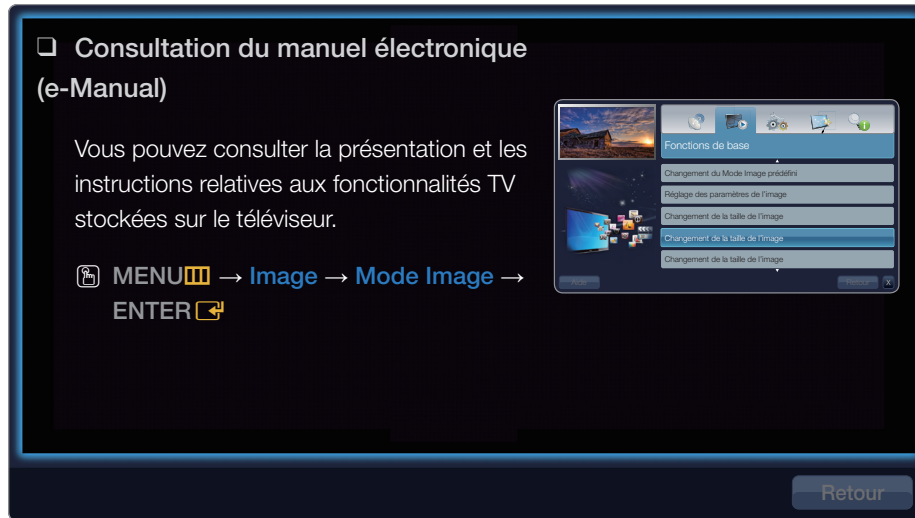 ❑ Consultation du manuel électronique
(e-Manual)
Vous pouvez consulter la présentation et les
instructions relatives aux fonctionnalités TV
stockées sur le téléviseur.
MENU → Image → Mode Image →
ENTER
Fonctions de base
Changement du Mode Image prédéfini
Réglage des paramètres de l'image
Changement de la taille de l'image
Changement de la taille de l'image
Changement de la taille de l'image
Aide
Retour X
Retour